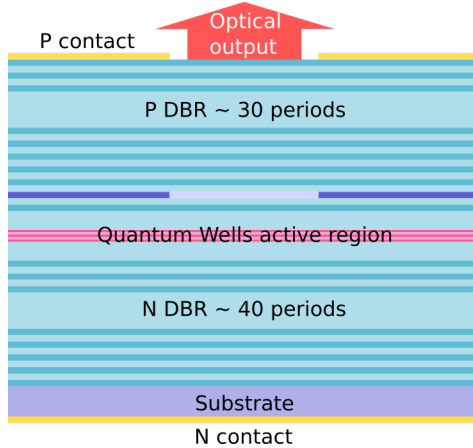 Optical
output
P contact
P DBR ~ 30 periods
Quantum Wells active region
N DBR ~ 40 periods
Substrate
N contact